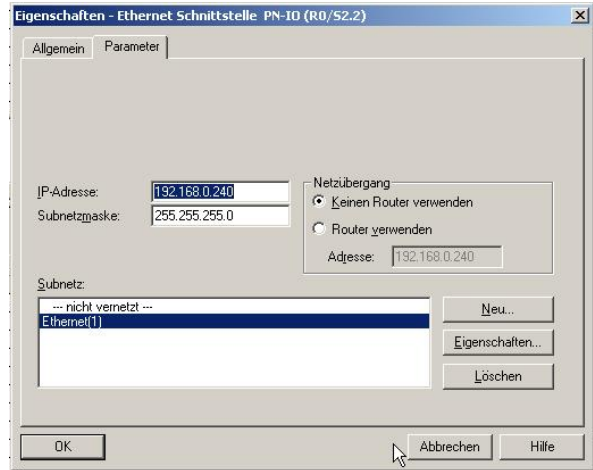 Eigenschaften - Ethernet Schnittstelle PN-IO (R0/S2.2)
Allgemein Parameter
IP-Adresse: 192.168.0.240
Subnetzmaske: 255.255.255.0
Netzübergang
Keinen Router verwenden
Router verwenden
Adresse: 192.168.0.240
Subnetz:
--- nicht vernetzt ---
Ethernet(1)
Neu...
Eigenschaften...
Löschen
OK Abbrechen Hilfe